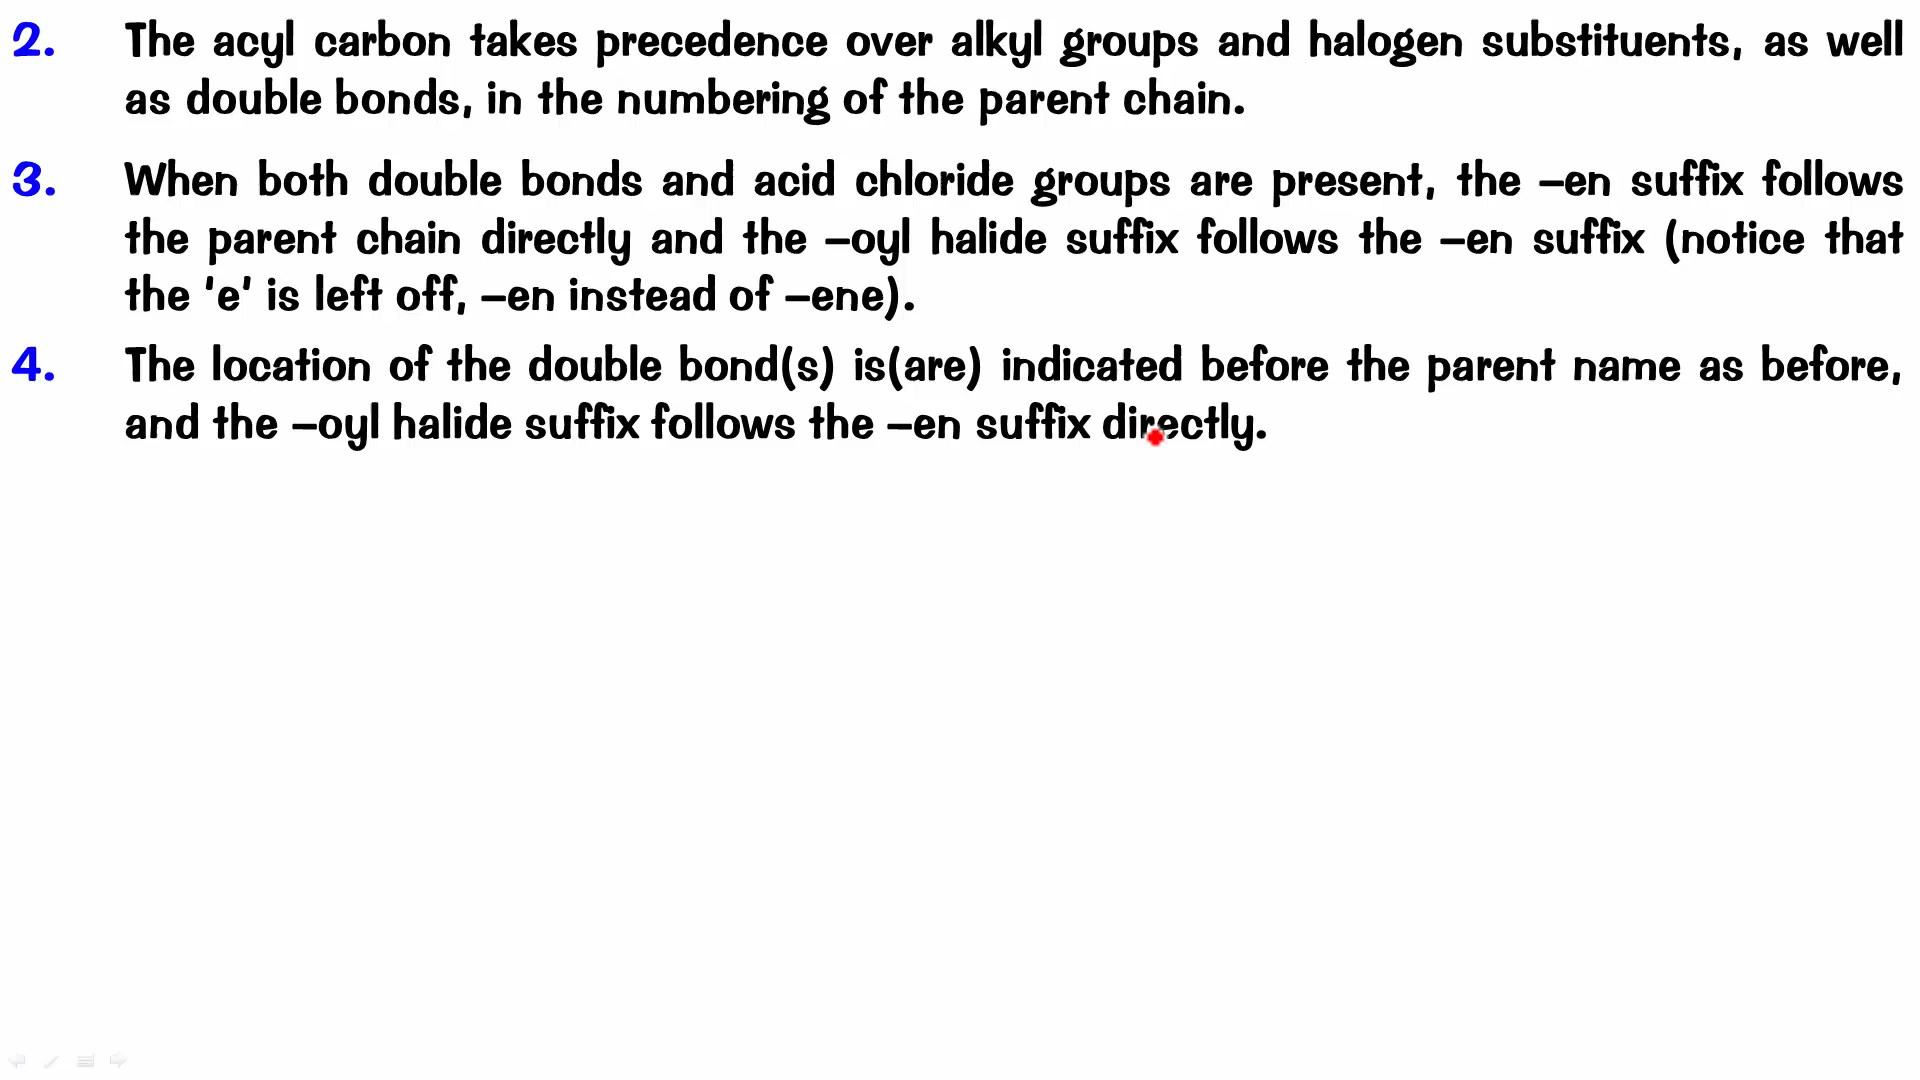 2. The acyl carbon takes precedence over alkyl groups and halogen substituents, as well
as double bonds, in the numbering of the parent chain.
3. When both double bonds and acid chloride groups are present, the –en suffix follows
the parent chain directly and the –oyl halide suffix follows the –en suffix (notice that
the 'e' is left off, –en instead of –ene).
4. The location of the double bond(s) is(are) indicated before the parent name as before,
and the –oyl halide suffix follows the –en suffix directly.